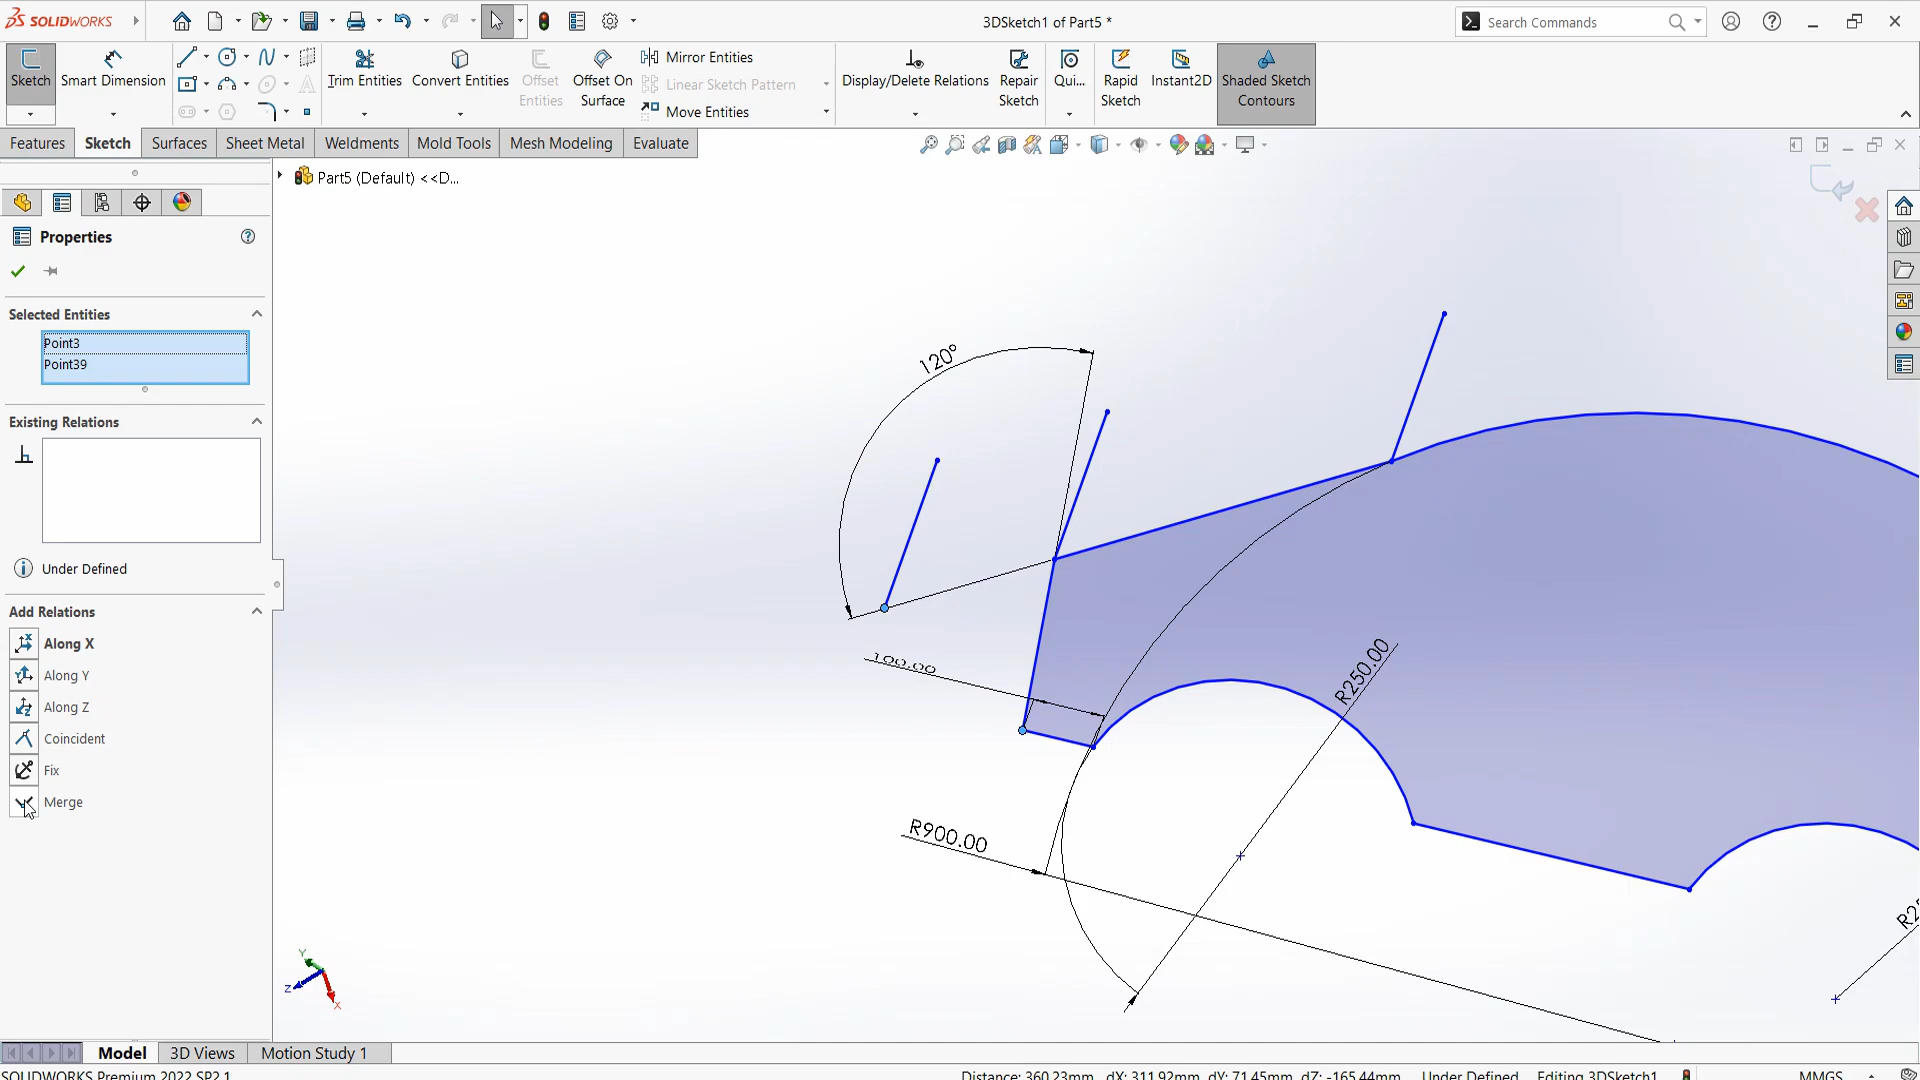 SOLIDWORKS
3DSketch1 of Part5 *
Search Commands
Sketch
Smart Dimension
Trim Entities
Convert Entities
Offset Entities
Offset On Surface
Mirror Entities
Linear Sketch Pattern
Move Entities
Display/Delete Relations
Repair Sketch
Qui...
Rapid Sketch
Instant2D
Shaded Sketch Contours
Features
Sketch
Surfaces
Sheet Metal
Weldments
Mold Tools
Mesh Modeling
Evaluate
Part5 (Default) <<D...
Properties
Selected Entities
Point3
Point39
Existing Relations
Under Defined
Add Relations
Along X
Along Y
Along Z
Coincident
Fix
Merge
120°
100.00
R250.00
R900.00
Y
Z
X
Model
3D Views
Motion Study 1
SOLIDWORKS Premium 2022 SP2.1
Distance: 360.23mm
dX: 311.92mm
dY: 71.45mm
dZ: -165.44mm
Under Defined
Editing 3DSketch1
MMGS